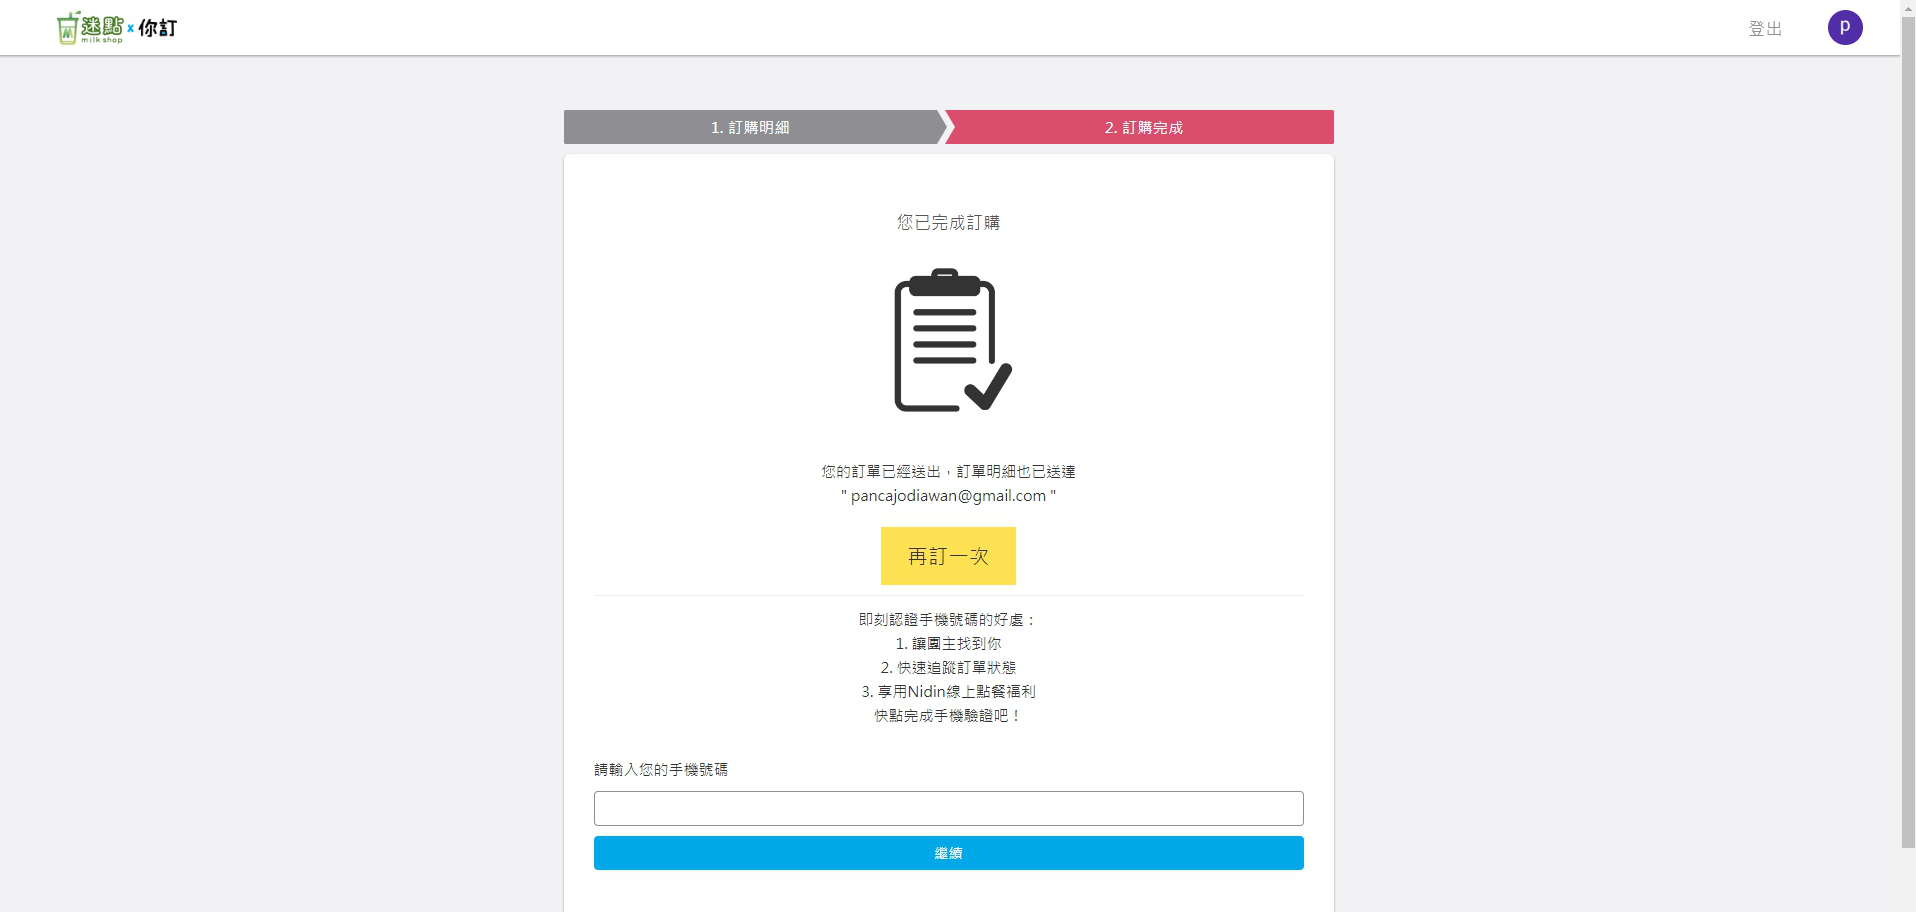 迷點 milk shop x 你訂
登出
p
1. 訂購明細
2. 訂購完成
您已完成訂購
您的訂單已經送出，訂單明細也已送達
" pancajodiawan@gmail.com "
再訂一次
即刻認證手機號碼的好處：
1. 讓團主找到你
2. 快速追蹤訂單狀態
3. 享用Nidin線上點餐福利
快點完成手機驗證吧！
請輸入您的手機號碼
繼續